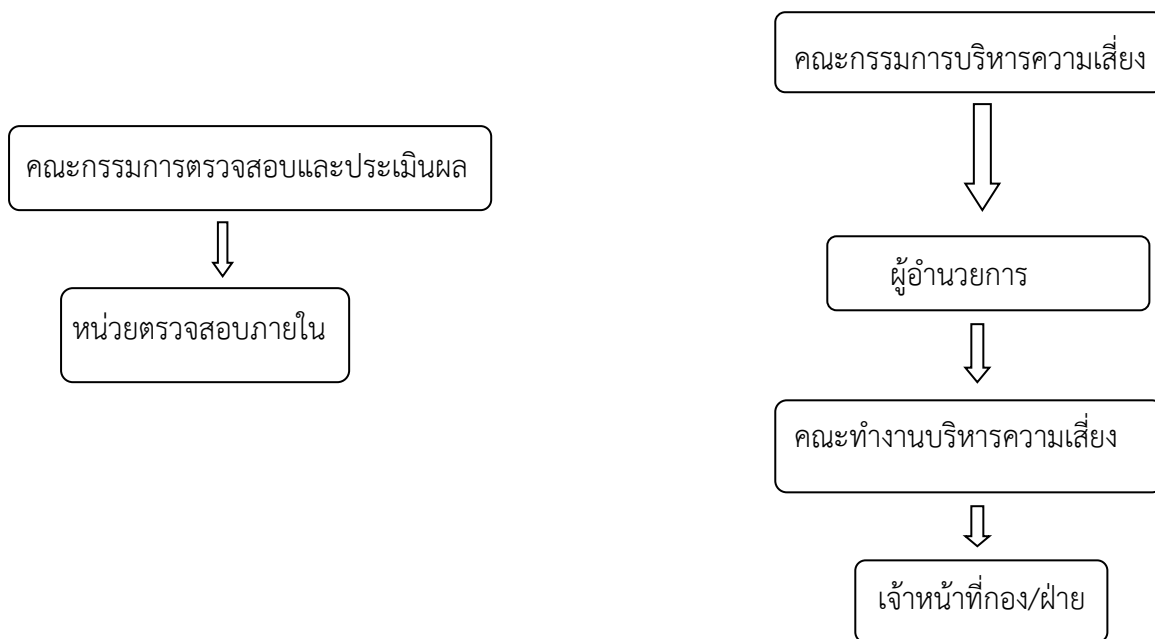 คณะกรรมการบริหารความเสี่ยง
คณะกรรมการตรวจสอบและประเมินผล
ผู้อำนวยการ
หน่วยตรวจสอบภายใน
คณะทำงานบริหารความเสี่ยง
เจ้าหน้าที่กอง/ฝ่าย